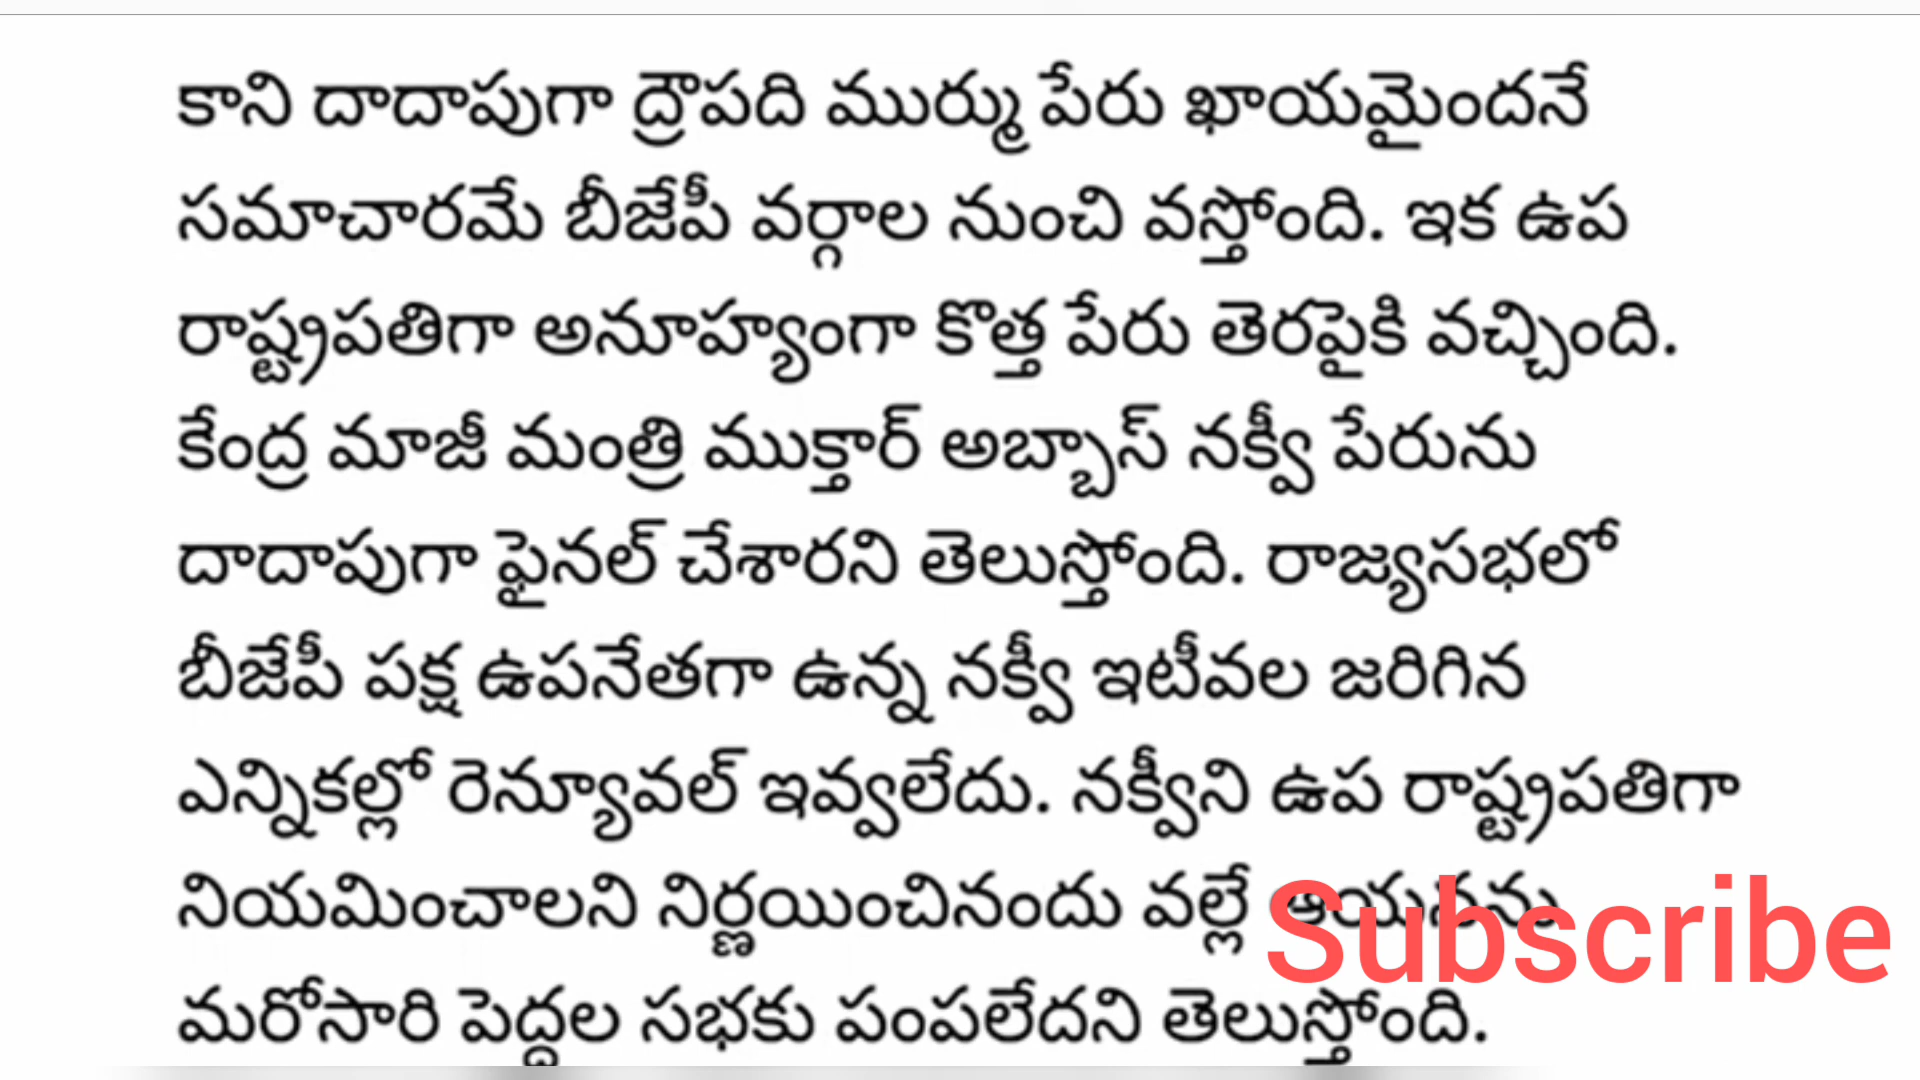 కాని దాదాపుగా ద్రౌపది ముర్ము పేరు ఖాయమైందనే
సమాచారమే బీజేపీ వర్గాల నుంచి వస్తోంది. ఇక ఉప
రాష్ట్రపతిగా అనూహ్యంగా కొత్త పేరు తెరపైకి వచ్చింది.
కేంద్ర మాజీ మంత్రి ముక్తార్ అబ్బాస్ నక్వీ పేరును
దాదాపుగా ఫైనల్ చేశారని తెలుస్తోంది. రాజ్యసభలో
బీజేపీ పక్ష ఉపనేతగా ఉన్న నక్వీ ఇటీవల జరిగిన
ఎన్నికల్లో రెన్యూవల్ ఇవ్వలేదు. నక్వీని ఉప రాష్ట్రపతిగా
నియమించాలని నిర్ణయించినందు వల్లే
Subscribe
మరోసారి పెద్దల సభకు పంపలేదని తెలుస్తోంది.